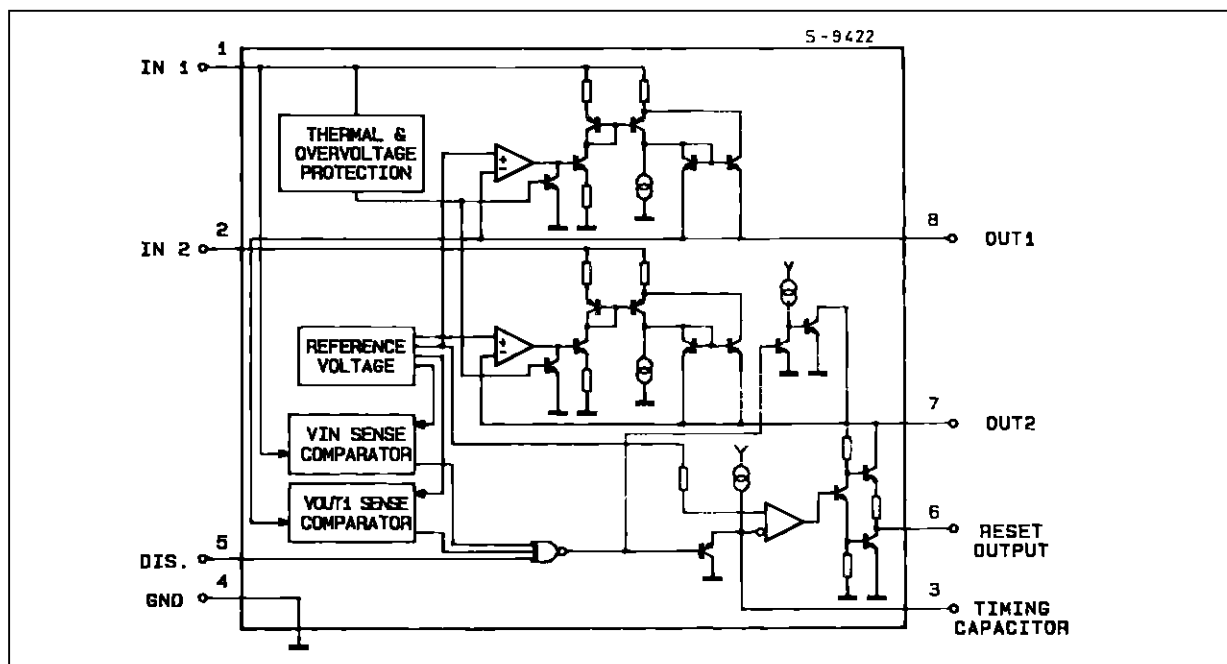 S-9422
1
IN 1
THERMAL &
OVERVOLTAGE
PROTECTION
+
-
2
IN 2
8
OUT1
Y
REFERENCE
VOLTAGE
+
-
7
OUT2
VIN SENSE
COMPARATOR
Y
VOUT1 SENSE
COMPARATOR
6
RESET
OUTPUT
5
DIS.
4
GND
3
TIMING
CAPACITOR